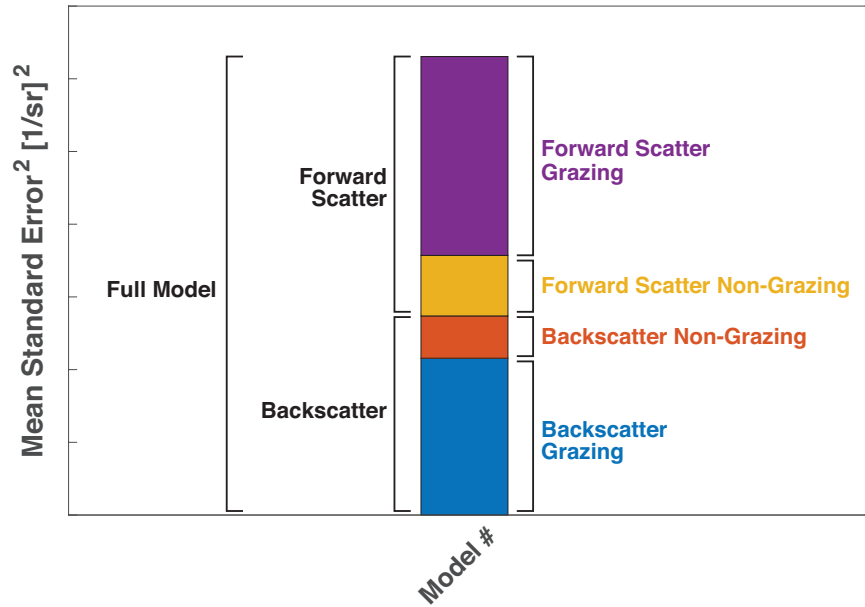 Mean Standard Error² [1/sr]²
Full Model
Forward
Scatter
Backscatter
Forward Scatter
Grazing
Forward Scatter Non-Grazing
Backscatter Non-Grazing
Backscatter
Grazing
Model #